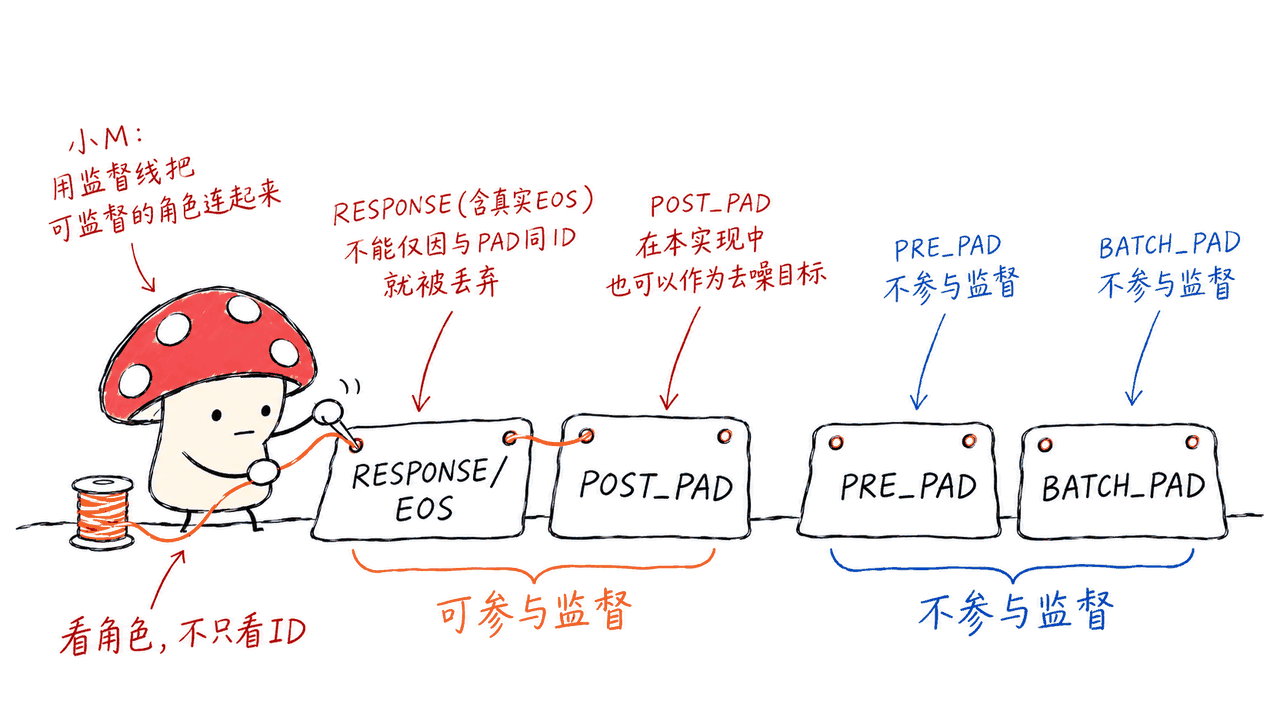 小M：
用监督线把
可监督的角色连起来
RESPONSE(含真实EOS)
不能仅因与PAD同ID
就被丢弃
POST_PAD
在本实现中
也可以作为去噪目标
PRE_PAD
不参与监督
BATCH_PAD
不参与监督
RESPONSE/
EOS
POST_PAD
PRE_PAD
BATCH_PAD
可参与监督
不参与监督
看角色，不只看ID